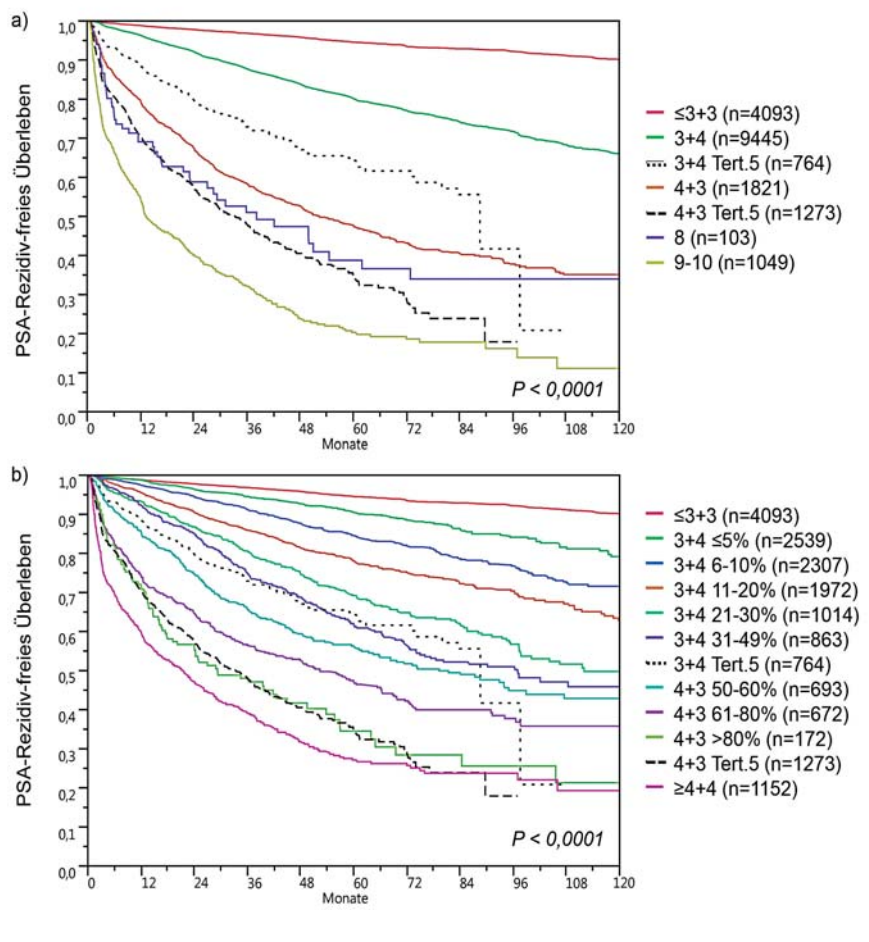 a)
PSA-Rezidiv-freies Überleben
1,0
0,9
0,8
0,7
0,6
0,5
0,4
0,3
0,2
0,1
0,0
0 12 24 36 48 60 72 84 96 108 120
Monate
P < 0,0001
≤3+3 (n=4093)
3+4 (n=9445)
3+4 Tert.5 (n=764)
4+3 (n=1821)
4+3 Tert.5 (n=1273)
8 (n=103)
9-10 (n=1049)
b)
PSA-Rezidiv-freies Überleben
1,0
0,9
0,8
0,7
0,6
0,5
0,4
0,3
0,2
0,1
0,0
0 12 24 36 48 60 72 84 96 108 120
Monate
P < 0,0001
≤3+3 (n=4093)
3+4 ≤5% (n=2539)
3+4 6-10% (n=2307)
3+4 11-20% (n=1972)
3+4 21-30% (n=1014)
3+4 31-49% (n=863)
3+4 Tert.5 (n=764)
4+3 50-60% (n=693)
4+3 61-80% (n=672)
4+3 >80% (n=172)
4+3 Tert.5 (n=1273)
≥4+4 (n=1152)